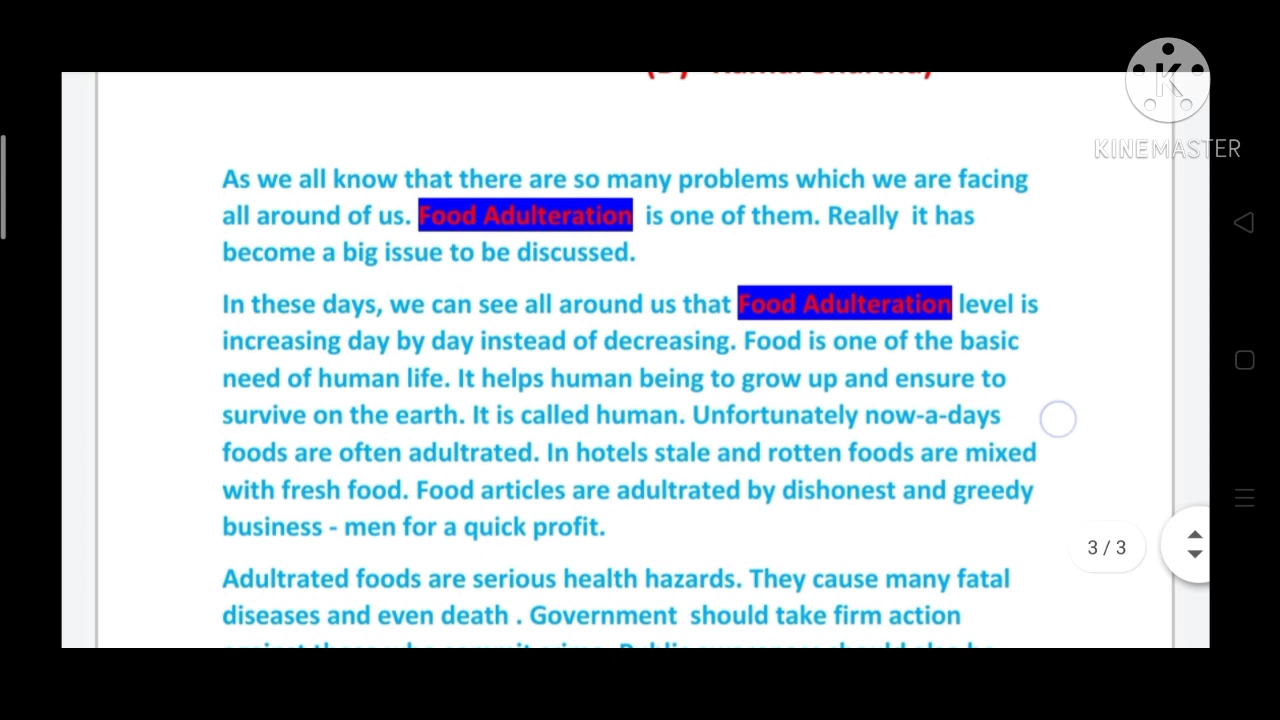 KINEMASTER
As we all know that there are so many problems which we are facing
all around of us. Food Adulteration is one of them. Really it has
become a big issue to be discussed.
In these days, we can see all around us that Food Adulteration level is
increasing day by day instead of decreasing. Food is one of the basic
need of human life. It helps human being to grow up and ensure to
survive on the earth. It is called human. Unfortunately now-a-days
foods are often adultrated. In hotels stale and rotten foods are mixed
with fresh food. Food articles are adultrated by dishonest and greedy
business - men for a quick profit.
3 / 3
Adultrated foods are serious health hazards. They cause many fatal
diseases and even death . Government should take firm action